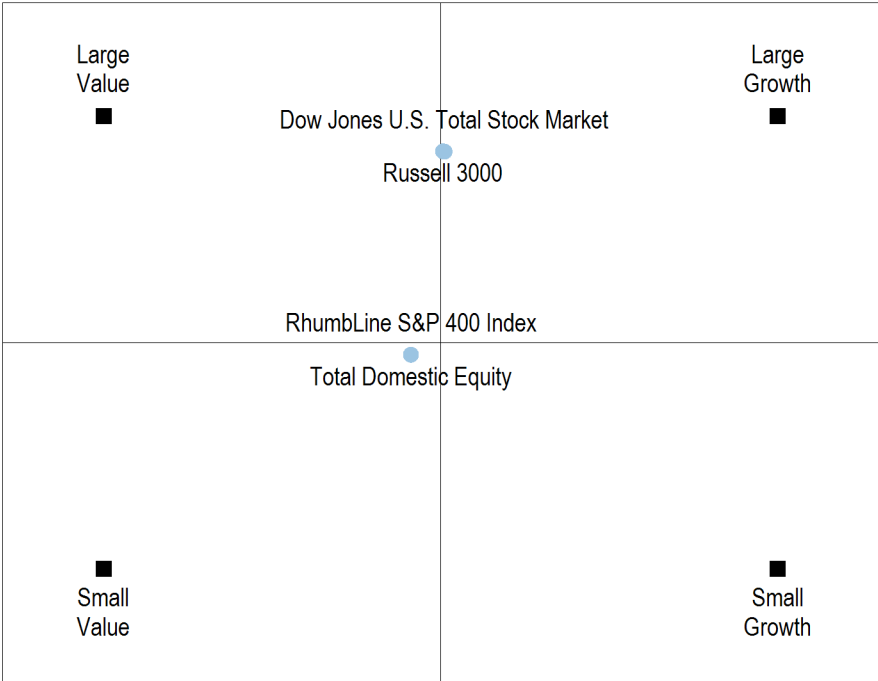 Large
Value
Large
Growth
Dow Jones U.S. Total Stock Market
Russell 3000
RhumbLine S&P 400 Index
Total Domestic Equity
Small
Value
Small
Growth